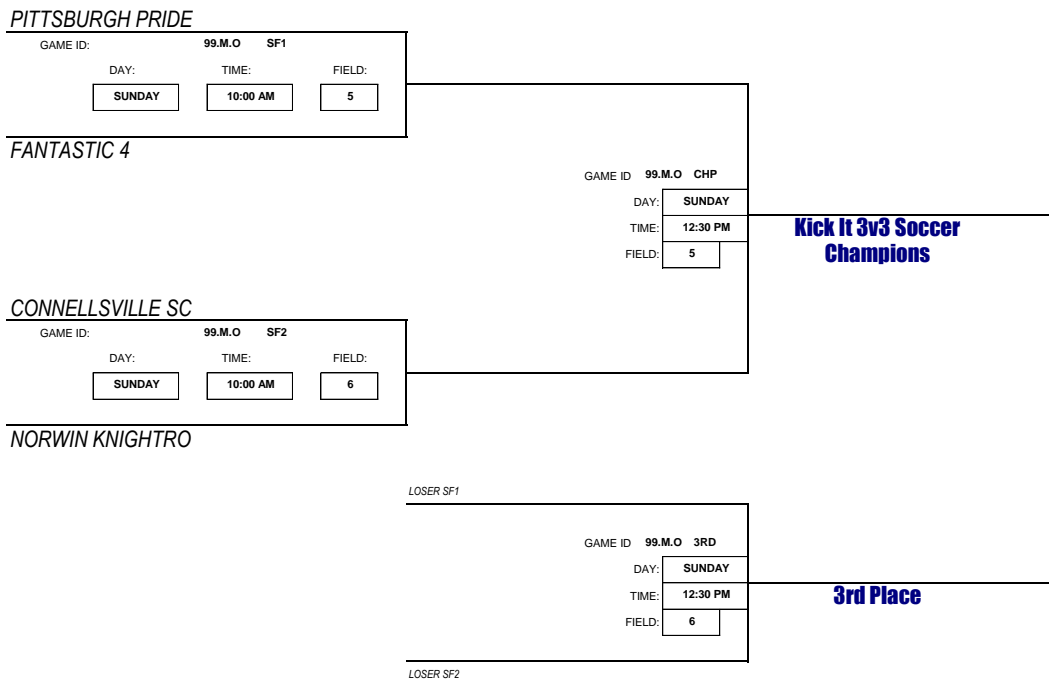 PITTSBURGH PRIDE
GAME ID: 99.M.O SF1
DAY: TIME: FIELD:
SUNDAY 10:00 AM 5
FANTASTIC 4
GAME ID 99.M.O CHP
DAY: SUNDAY
TIME: 12:30 PM
FIELD: 5
Kick It 3v3 Soccer
Champions
CONNELLSVILLE SC
GAME ID: 99.M.O SF2
DAY: TIME: FIELD:
SUNDAY 10:00 AM 6
NORWIN KNIGHTRO
LOSER SF1
GAME ID 99.M.O 3RD
DAY: SUNDAY
TIME: 12:30 PM
FIELD: 6
3rd Place
LOSER SF2